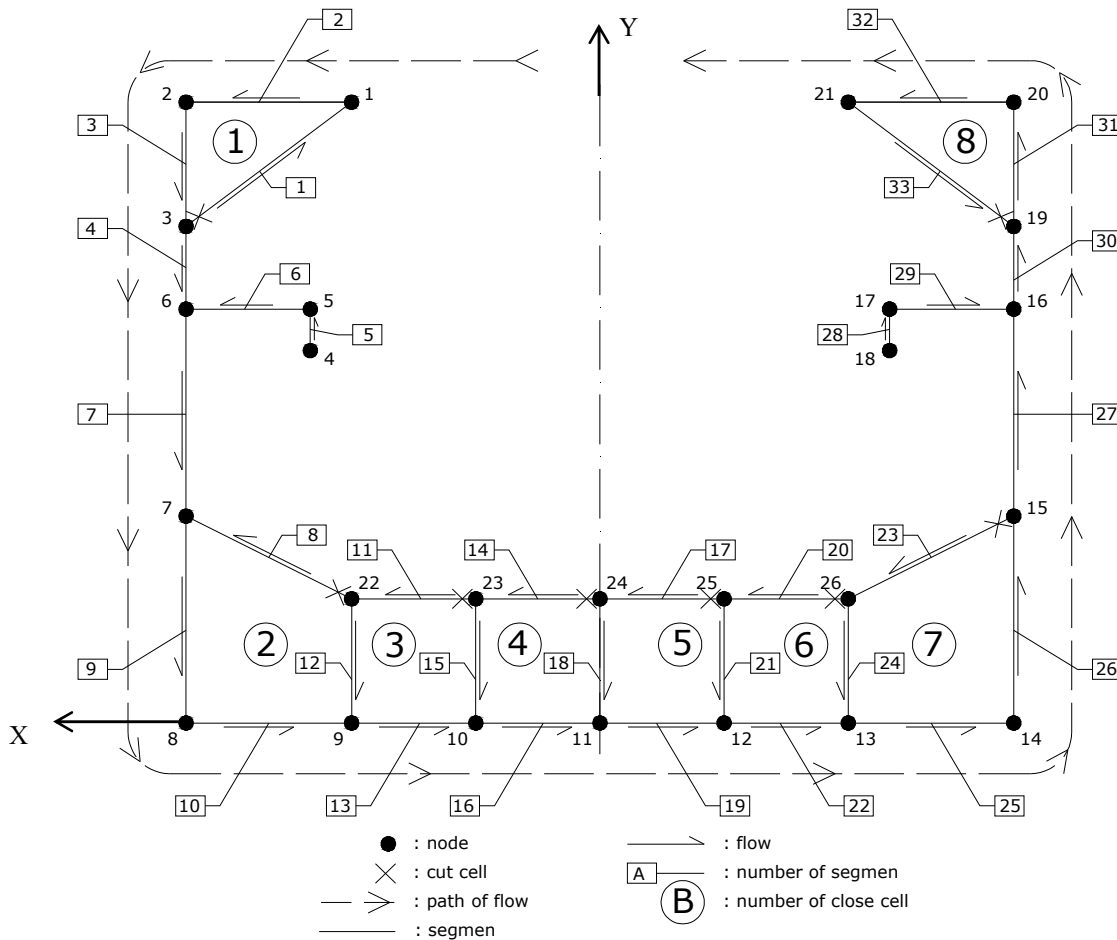 2 32
Y
2 1 21 20
3 1 8 31
1 33
3 19
4 30
6 29
6 5 17 16
5 28
4 18
7 27
7 15
8 11 14 17 20 23
22 23 24 25 26
2 3 4 5 6 7
9 12 15 18 21 24 26
X
8 9 10 11 12 13 14
10 13 16 19 22 25
: node : flow
: cut cell A : number of segmen
: path of flow B : number of close cell
: segmen